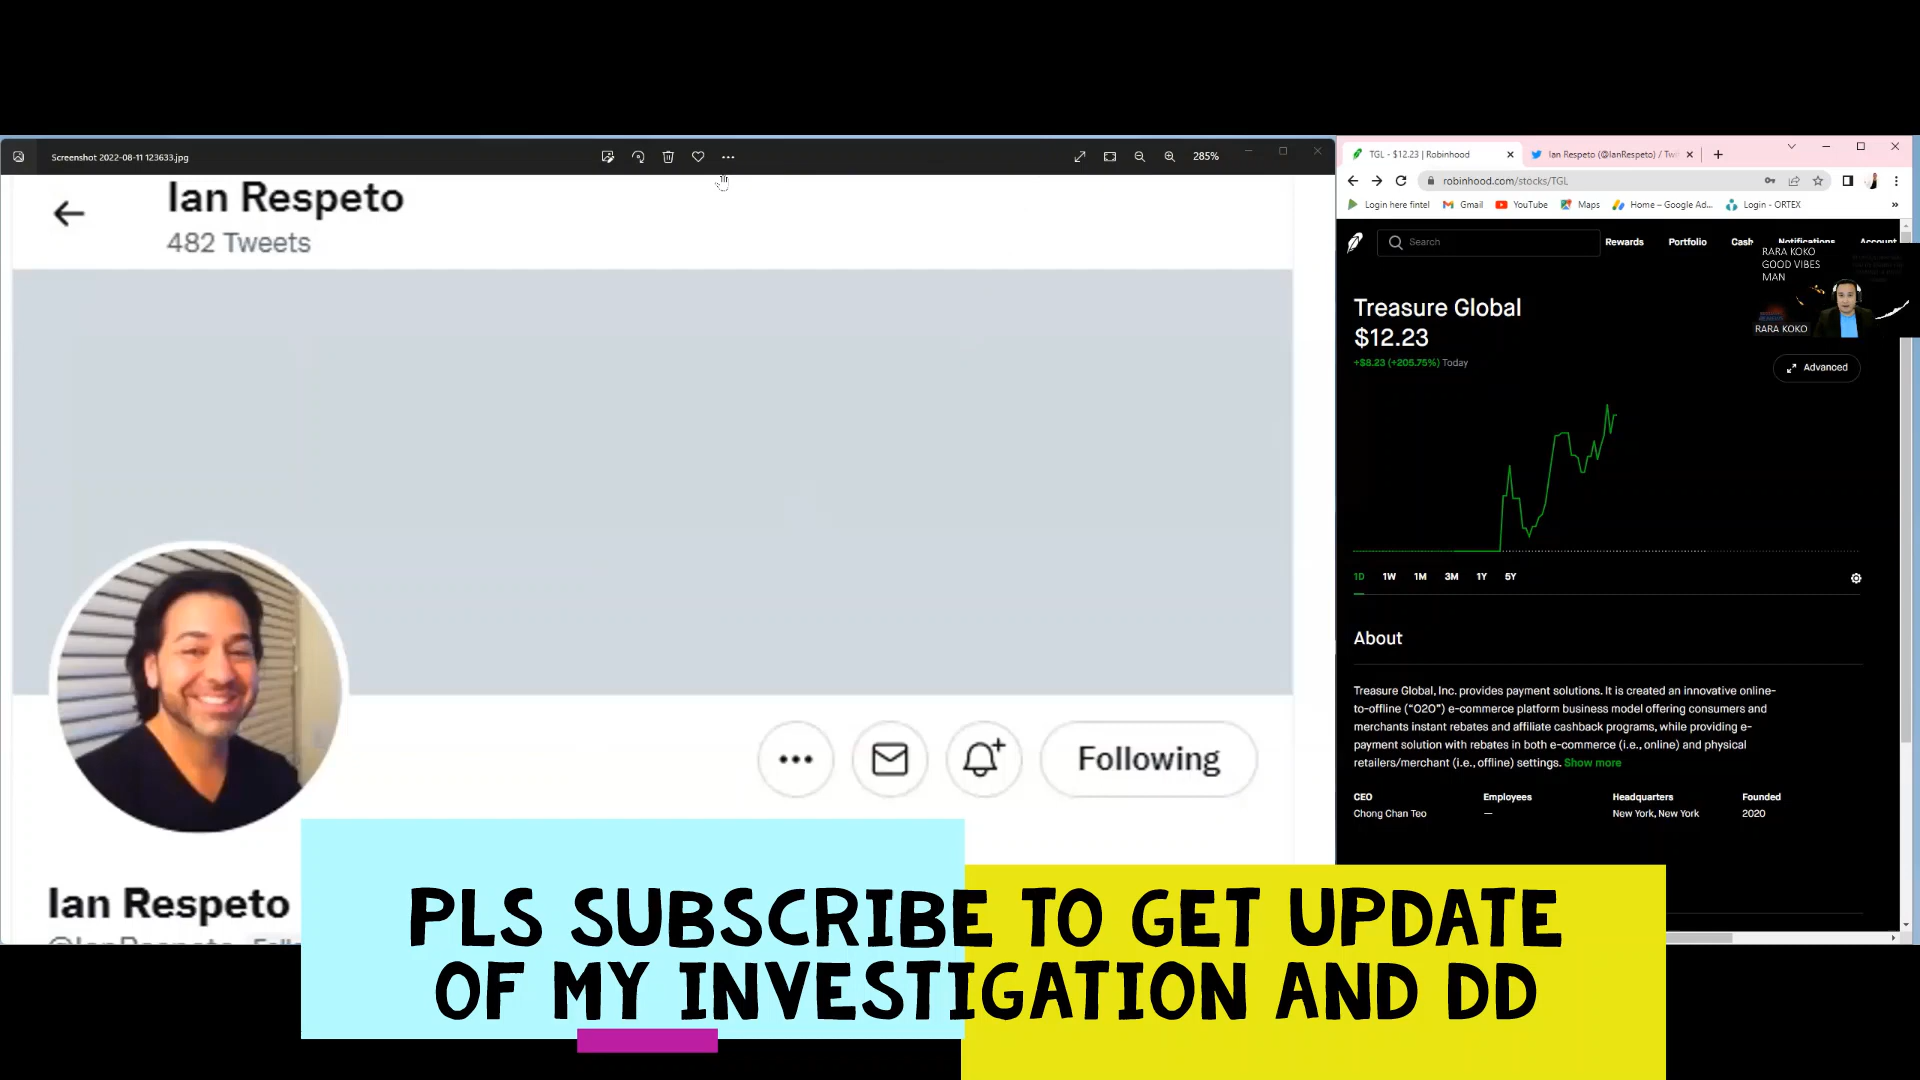 Screenshot 2022-08-11 123633.jpg
285%
Ian Respeto
482 Tweets
Following
Ian Respeto
TGL - $12.23 | Robinhood
Ian Respeto (@IanRespeto) / Twi
robinhood.com/stocks/TGL
Login here fintel
Gmail
YouTube
Maps
Home – Google Ad...
Login - ORTEX
»
Search
Rewards
Portfolio
Cash
Notifications
Account
RARA KOKO
GOOD VIBES
MAN
RARA KOKO
Treasure Global
$12.23
+$8.23 (+205.75%) Today
Advanced
1D 1W 1M 3M 1Y 5Y
About
Treasure Global, Inc. provides payment solutions. It is created an innovative online-
to-offline (“O2O”) e-commerce platform business model offering consumers and
merchants instant rebates and affiliate cashback programs, while providing e-
payment solution with rebates in both e-commerce (i.e., online) and physical
retailers/merchant (i.e., offline) settings. Show more
CEO
Chong Chan Teo
Employees
—
Headquarters
New York, New York
Founded
2020
PLS SUBSCRIBE TO GET UPDATE
OF MY INVESTIGATION AND DD